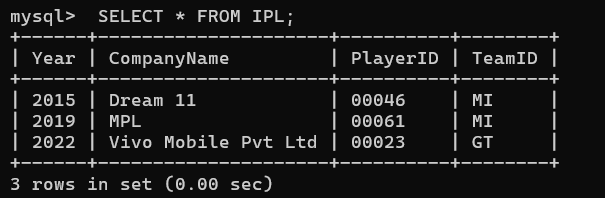 mysql>  SELECT * FROM IPL;
+------+---------------------+----------+--------+
| Year | CompanyName         | PlayerID | TeamID |
+------+---------------------+----------+--------+
| 2015 | Dream 11            | 00046    | MI     |
| 2019 | MPL                 | 00061    | MI     |
| 2022 | Vivo Mobile Pvt Ltd | 00023    | GT     |
+------+---------------------+----------+--------+
3 rows in set (0.00 sec)